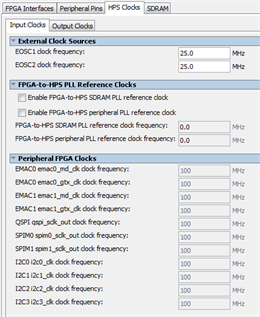 FPGA Interfaces Peripheral Pins HPS Clocks SDRAM
Input Clocks Output Clocks
External Clock Sources
EOSC1 clock frequency: 25.0 MHz
EOSC2 clock frequency: 25.0 MHz
FPGA-to-HPS PLL Reference Clocks
Enable FPGA-to-HPS SDRAM PLL reference clock
Enable FPGA-to-HPS peripheral PLL reference clock
FPGA-to-HPS SDRAM PLL reference clock frequency: 0.0 MHz
FPGA-to-HPS peripheral PLL reference clock frequency: 0.0 MHz
Peripheral FPGA Clocks
EMAC0 emac0_md_clk clock frequency: 100 MHz
EMAC0 emac0_gtx_clk clock frequency: 100 MHz
EMAC1 emac1_md_clk clock frequency: 100 MHz
EMAC1 emac1_gtx_clk clock frequency: 100 MHz
QSPI qspi_sclk_out clock frequency: 100 MHz
SPIM0 spim0_sclk_out clock frequency: 100 MHz
SPIM1 spim1_sclk_out clock frequency: 100 MHz
I2C0 i2c0_clk clock frequency: 100 MHz
I2C1 i2c1_clk clock frequency: 100 MHz
I2C2 i2c2_clk clock frequency: 100 MHz
I2C3 i2c3_clk clock frequency: 100 MHz